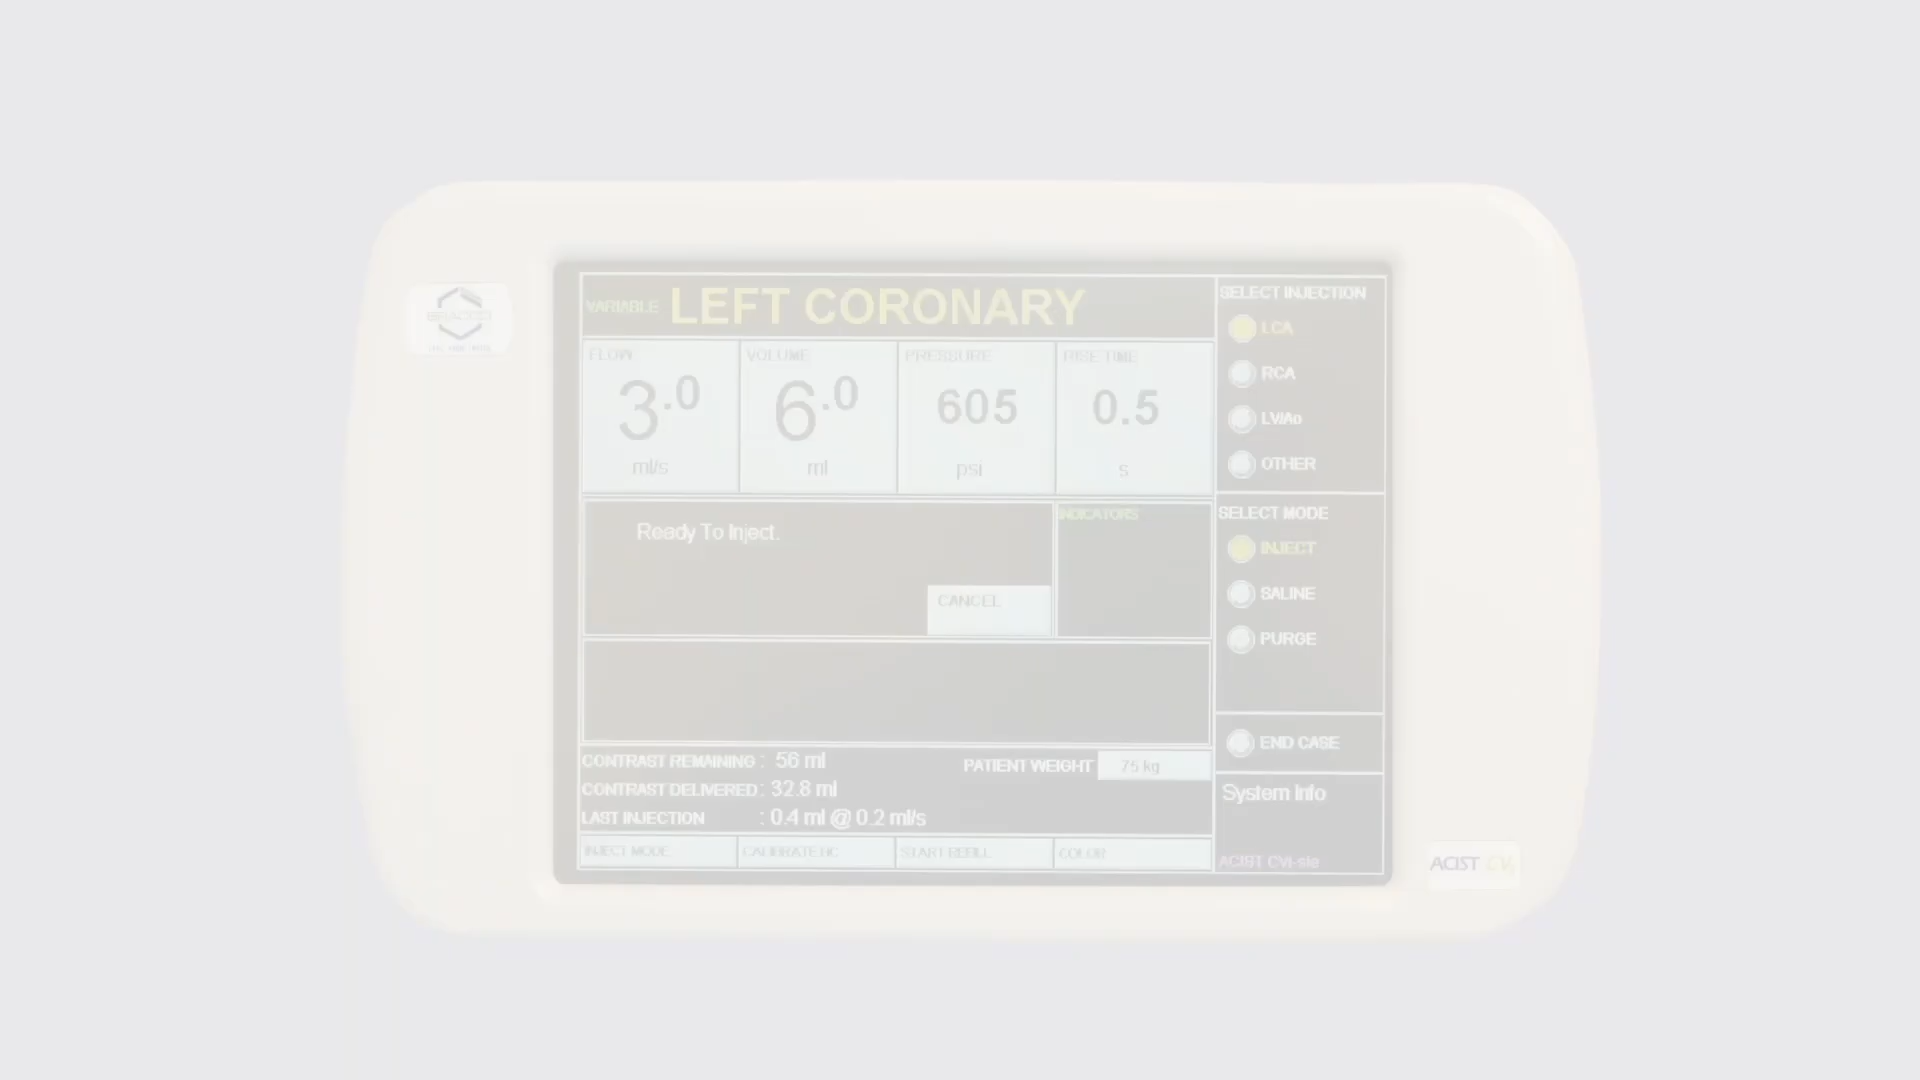 BRACCO
VARIABLE LEFT CORONARY
FLOW
3.0
ml/s
VOLUME
6.0
ml
PRESSURE
605
psi
RISE TIME
0.5
s
Ready To Inject.
CANCEL
INDICATORS
CONTRAST REMAINING : 56 ml
CONTRAST DELIVERED : 32.8 ml
LAST INJECTION : 0.4 ml @ 0.2 ml/s
PATIENT WEIGHT 75 kg
INJECT MODE
START REFILL
COLOR
SELECT INJECTION
LCA
RCA
LV/Ao
OTHER
SELECT MODE
INJECT
SALINE
PURGE
END CASE
System Info
ACIST CVi